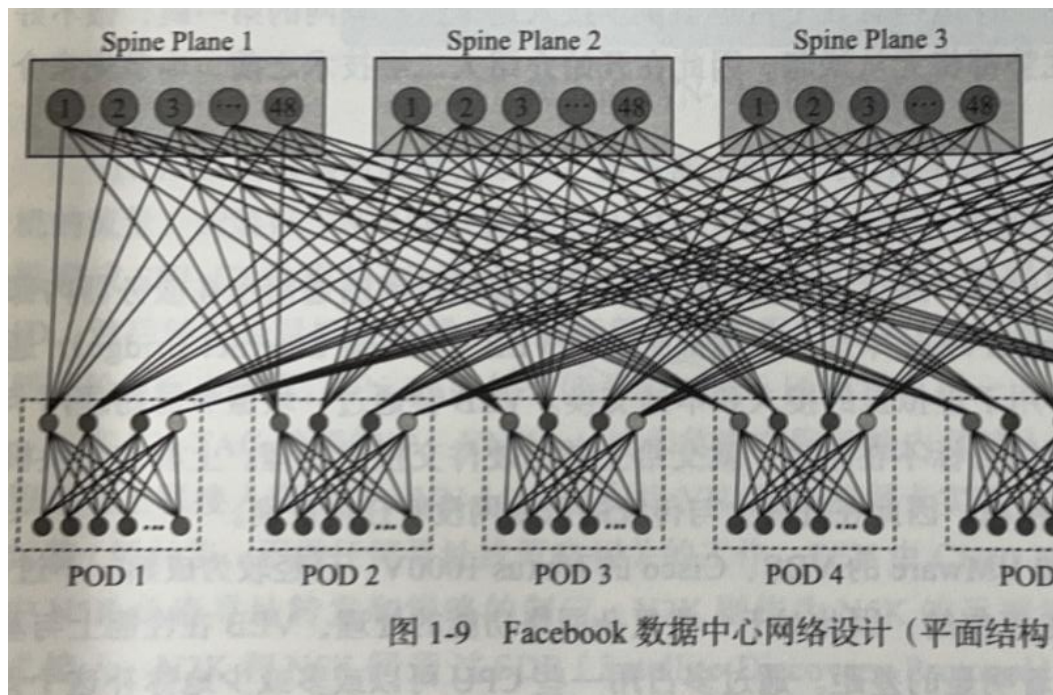 Spine Plane 1 Spine Plane 2 Spine Plane 3
1 2 3 ... 48 1 2 3 ... 48 1 2 3 ... 48
... ... ... ...
POD 1 POD 2 POD 3 POD 4 POD
图 1-9 Facebook 数据中心网络设计（平面结构